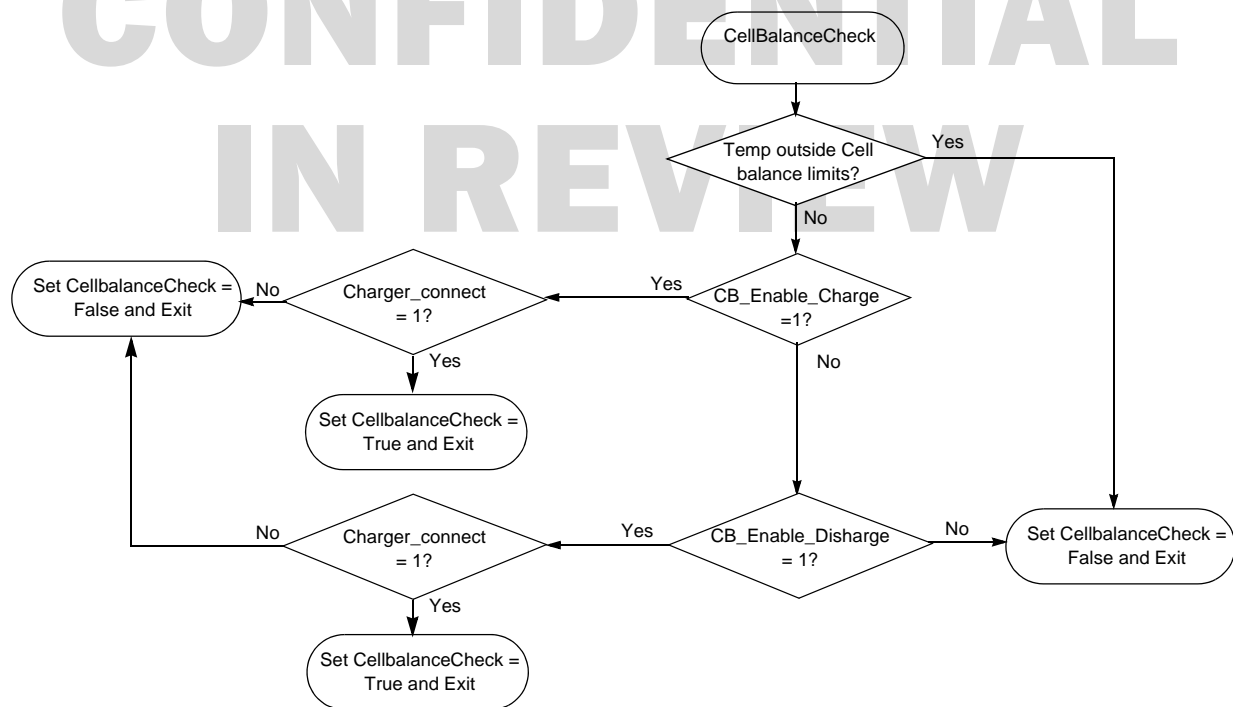 CONFIDENTIAL
IN REVIEW
CellBalanceCheck
Temp outside Cell
balance limits?
Yes
No
CB_Enable_Charge
=1?
Yes
Charger_connect
= 1?
No
Set CellbalanceCheck =
False and Exit
Yes
Set CellbalanceCheck =
True and Exit
No
CB_Enable_Disharge
= 1?
No
Set CellbalanceCheck =
False and Exit
Yes
Charger_connect
= 1?
No
Yes
Set CellbalanceCheck =
True and Exit